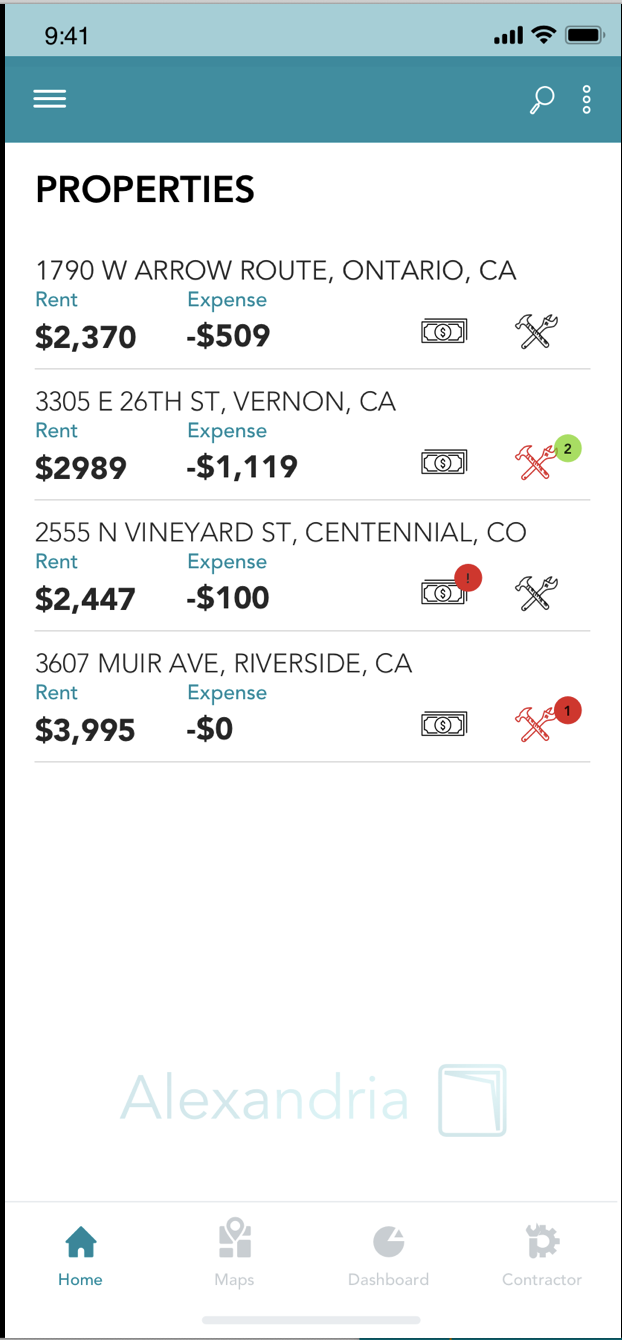 9:41
PROPERTIES
1790 W ARROW ROUTE, ONTARIO, CA
Rent Expense
$2,370 -$509
3305 E 26TH ST, VERNON, CA
Rent Expense
$2989 -$1,119 2
2555 N VINEYARD ST, CENTENNIAL, CO
Rent Expense !
$2,447 -$100
3607 MUIR AVE, RIVERSIDE, CA
Rent Expense
$3,995 -$0 1
Alexandria
Home Maps Dashboard Contractor